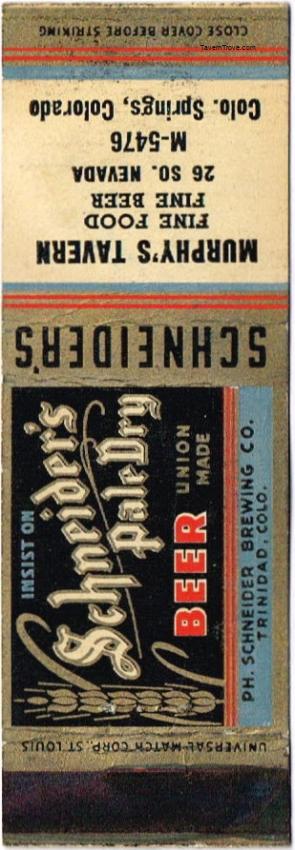 CLOSE COVER BEFORE STRIKING
TavernTrove.com
MURPHY'S TAVERN
FINE FOOD
FINE BEER
26 SO. NEVADA
M-5476
Colo. Springs, Colorado
SCHNEIDER'S
INSIST ON
Schneider's
pale Dry
BEER
UNION
MADE
PH. SCHNEIDER BREWING CO.
TRINIDAD, COLO.
UNIVERSAL MATCH CORP. ST. LOUIS